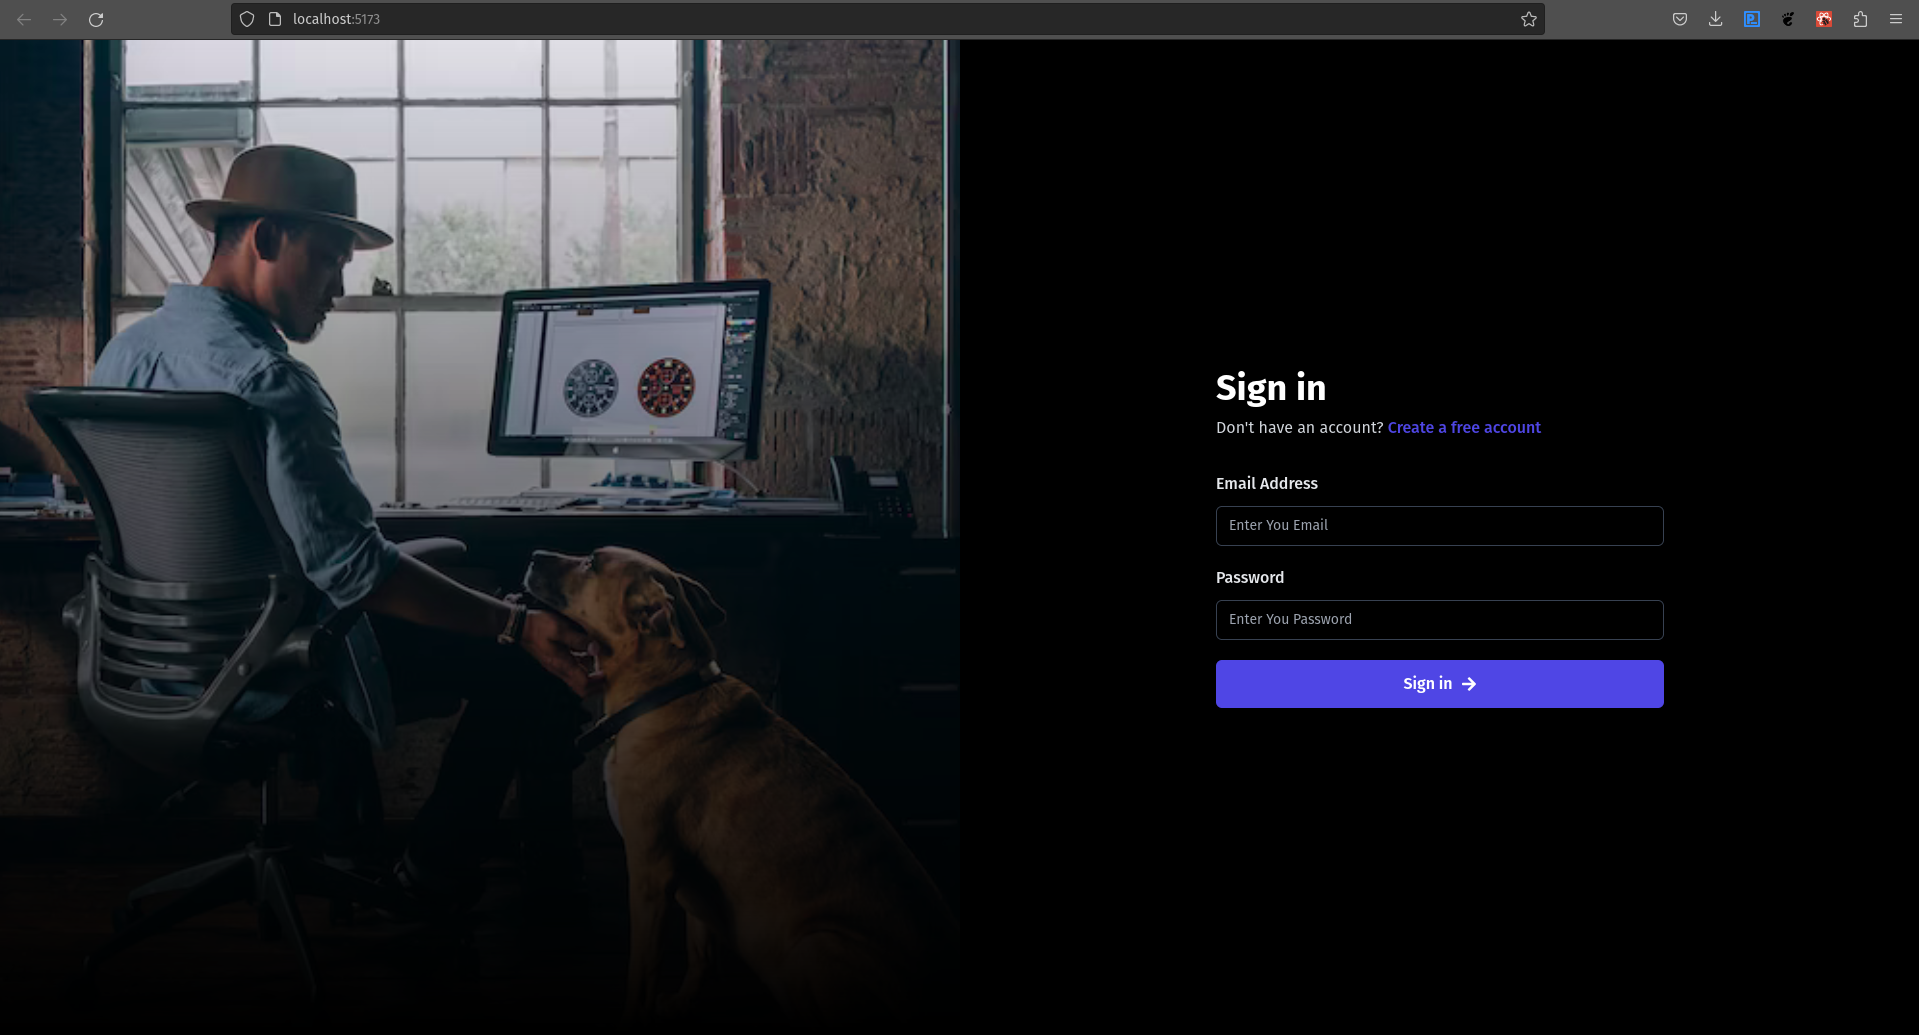 localhost:5173
Sign in
Don't have an account? Create a free account
Email Address
Enter You Email
Password
Enter You Password
Sign in